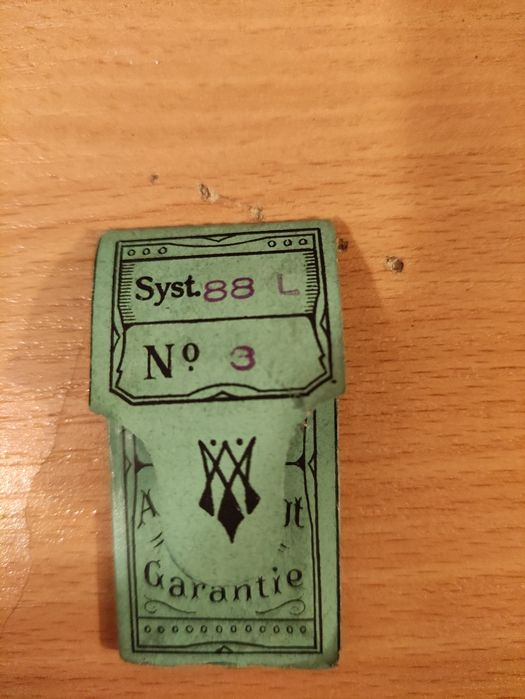 Syst. 88 L
Nº 3
Garantie